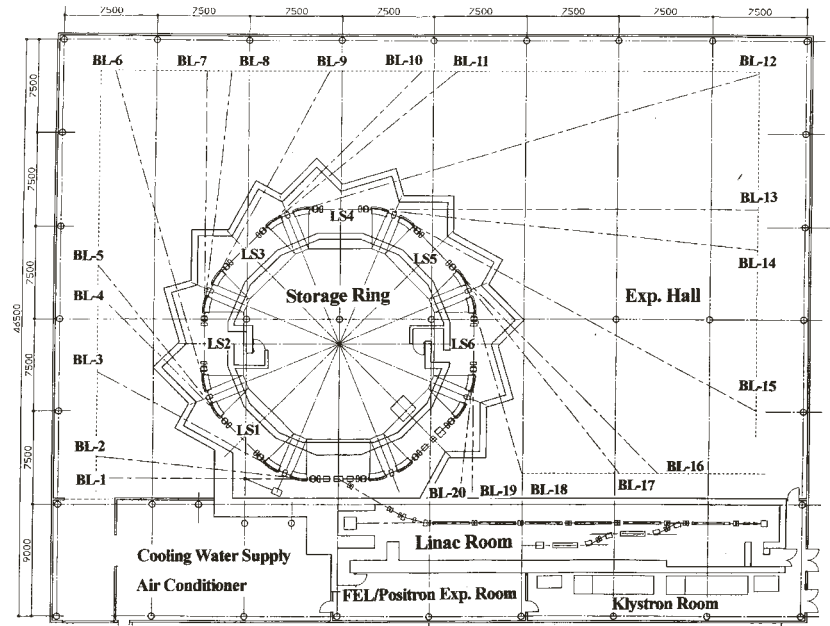 7500 7500 7500 7500 7500 7500 7500 7500
BL-6 BL-7 BL-8 BL-9 BL-10 BL-11 BL-12
7500
7500
BL-13
LS4
LS3 LS5
BL-5 BL-14
7500
BL-4
Storage Ring Exp. Hall
46500
LS2 LS6
7500
BL-3
BL-15
LS1
BL-2
7500
BL-1 BL-16
BL-20 BL-19 BL-18 BL-17
9000
Linac Room
Cooling Water Supply
Air Conditioner
FEL/Positron Exp. Room
Klystron Room